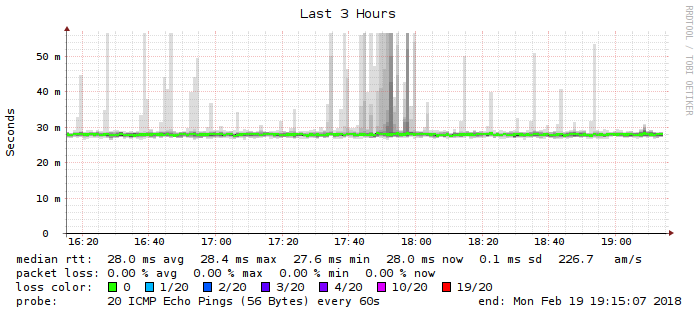 Last 3 Hours
RRDTOOL / TOBI OETIKER
Seconds
50 m
40 m
30 m
20 m
10 m
0
16:20 16:40 17:00 17:20 17:40 18:00 18:20 18:40 19:00
median rtt: 28.0 ms avg 28.4 ms max 27.6 ms min 28.0 ms now 0.1 ms sd 226.7 am/s
packet loss: 0.00 % avg 0.00 % max 0.00 % min 0.00 % now
loss color: 0 1/20 2/20 3/20 4/20 10/20 19/20
probe: 20 ICMP Echo Pings (56 Bytes) every 60s end: Mon Feb 19 19:15:07 2018